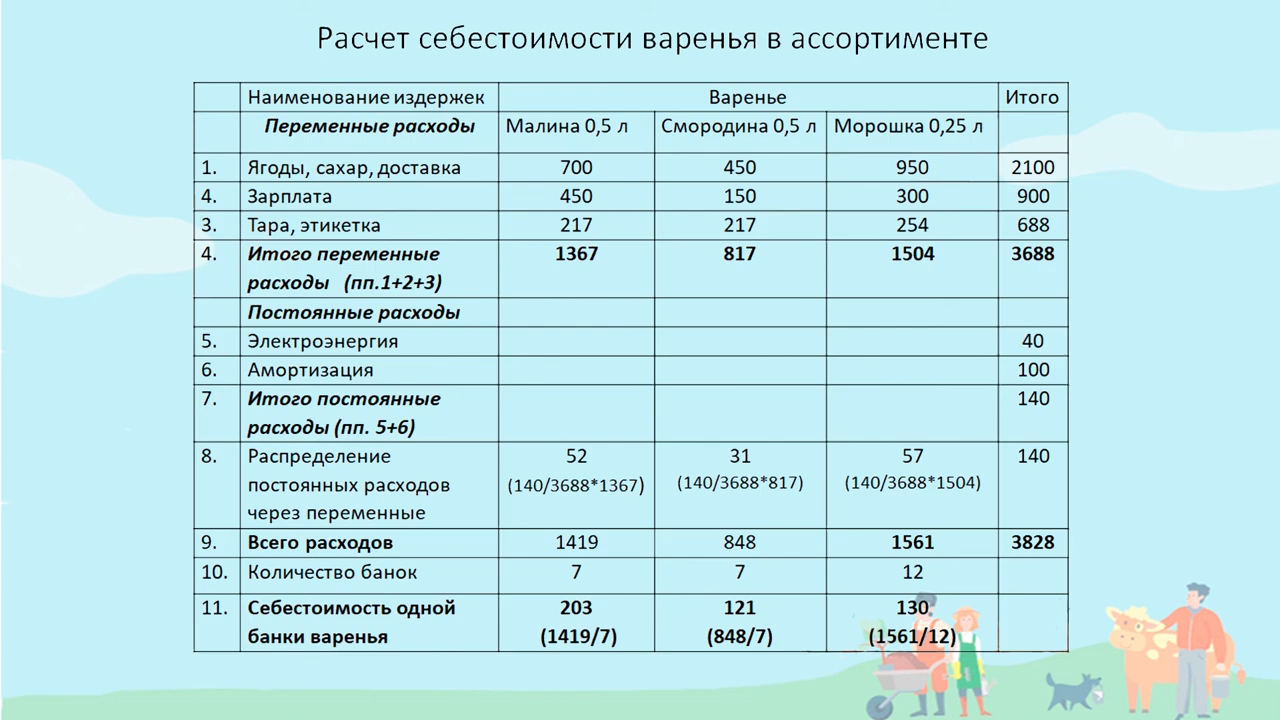 Расчет себестоимости варенья в ассортименте
Наименование издержек Варенье Итого
Переменные расходы Малина 0,5 л Смородина 0,5 л Морошка 0,25 л
1. Ягоды, сахар, доставка 700 450 950 2100
4. Зарплата 450 150 300 900
3. Тара, этикетка 217 217 254 688
4. Итого переменные 1367 817 1504 3688
расходы (пп.1+2+3)
Постоянные расходы
5. Электроэнергия 40
6. Амортизация 100
7. Итого постоянные 140
расходы (пп. 5+6)
8. Распределение 52 31 57 140
постоянных расходов (140/3688*1367) (140/3688*817) (140/3688*1504)
через переменные
9. Всего расходов 1419 848 1561 3828
10. Количество банок 7 7 12
11. Себестоимость одной 203 121 130
банки варенья (1419/7) (848/7) (1561/12)